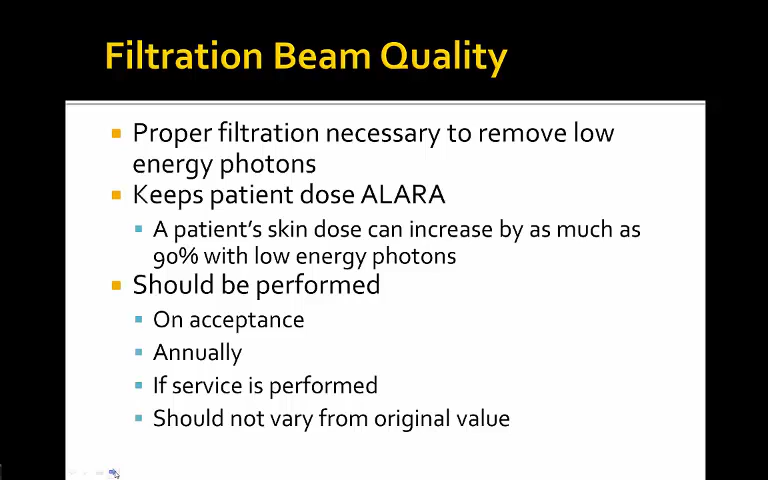 Filtration Beam Quality
Proper filtration necessary to remove low
energy photons
Keeps patient dose ALARA
A patient's skin dose can increase by as much as
90% with low energy photons
Should be performed
On acceptance
Annually
If service is performed
Should not vary from original value